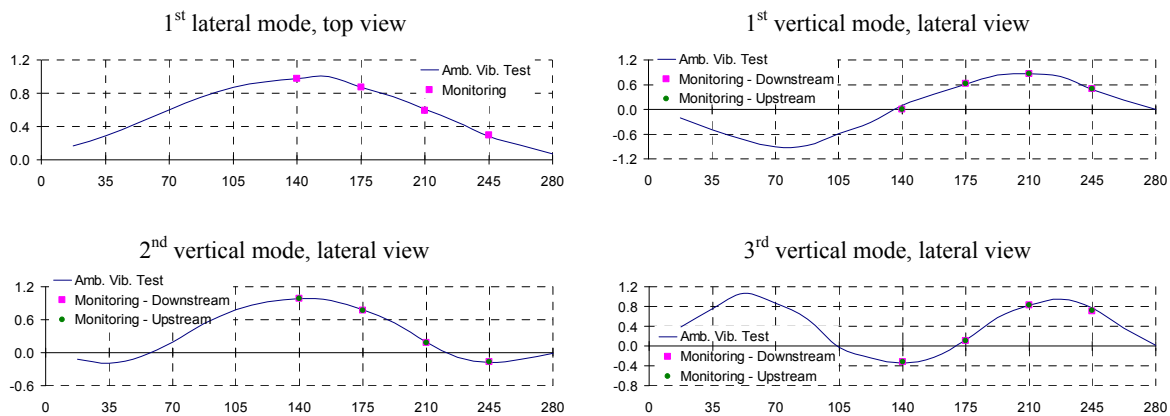 1st lateral mode, top view
Amb. Vib. Test
Monitoring
1.2
0.8
0.4
0.0
0 35 70 105 140 175 210 245 280
1st vertical mode, lateral view
Amb. Vib. Test
Monitoring - Downstream
Monitoring - Upstream
1.2
0.6
0.0
-0.6
-1.2
0 35 70 105 140 175 210 245 280
2nd vertical mode, lateral view
Amb. Vib. Test
Monitoring - Downstream
Monitoring - Upstream
1.2
0.6
0.0
-0.6
0 35 70 105 140 175 210 245 280
3rd vertical mode, lateral view
1.2
0.8
0.4
0.0
-0.4
-0.8
Amb. Vib. Test
Monitoring - Downstream
Monitoring - Upstream
0 35 70 105 140 175 210 245 280